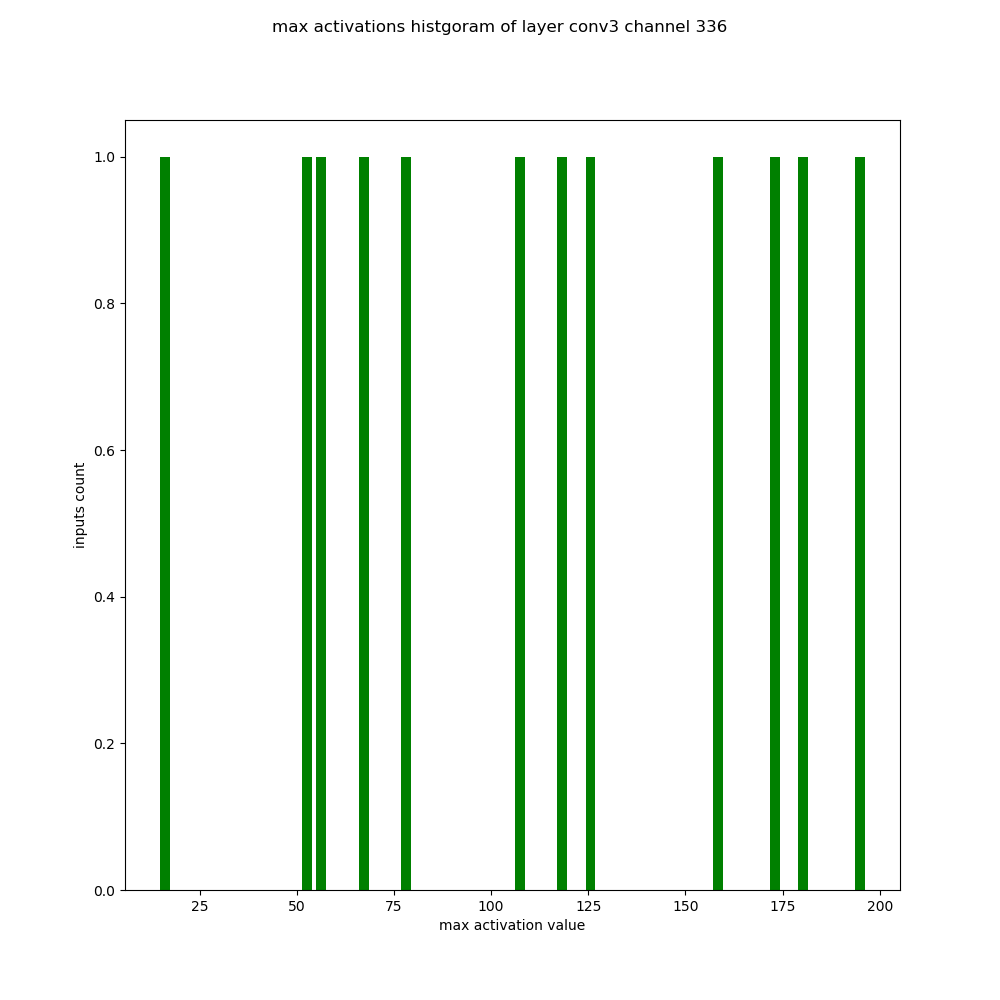 max activations histgoram of layer conv3 channel 336
1.0
0.8
0.6
0.4
0.2
0.0
inputs count
25 50 75 100 125 150 175 200
max activation value